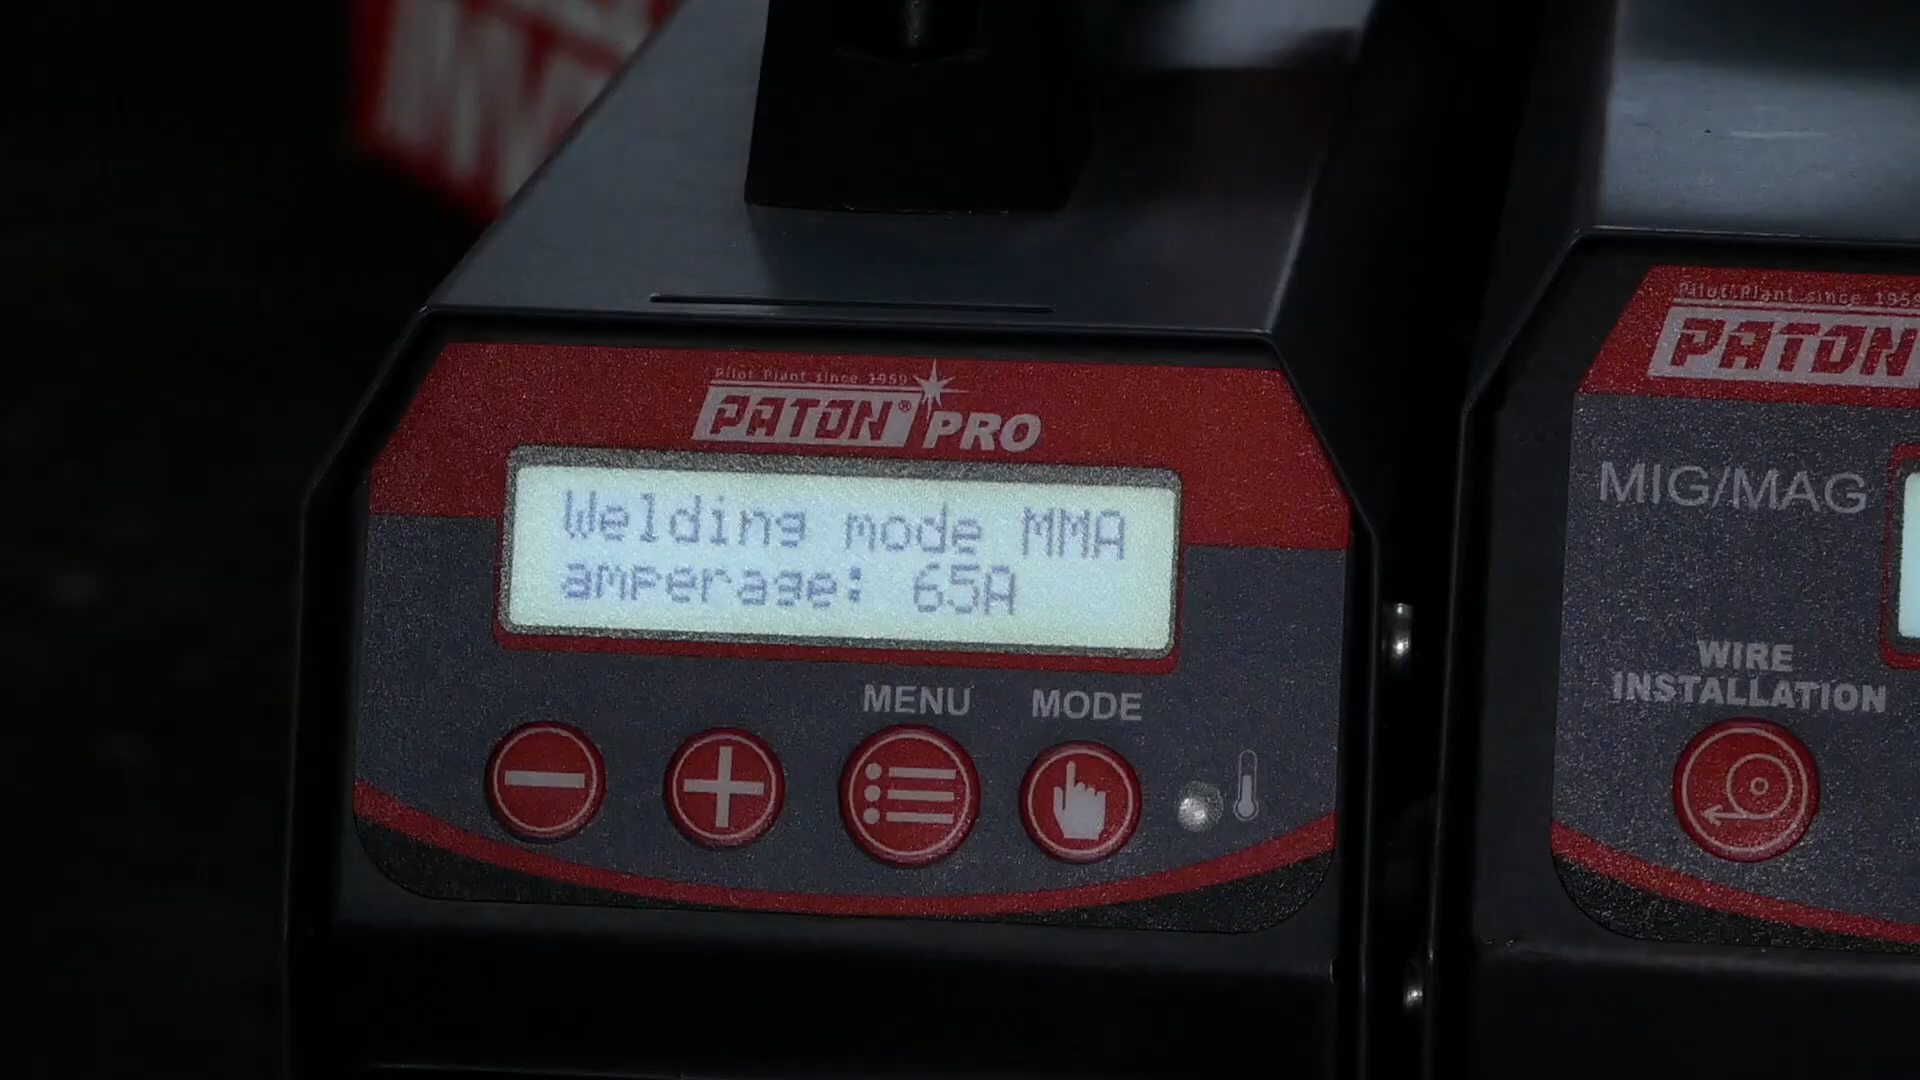 Pilot Plant since 1959
PATON® PRO
Welding mode MMA
amperage: 65A
MENU MODE
Pilot Plant since 1959
PATON
MIG/MAG
WIRE
INSTALLATION